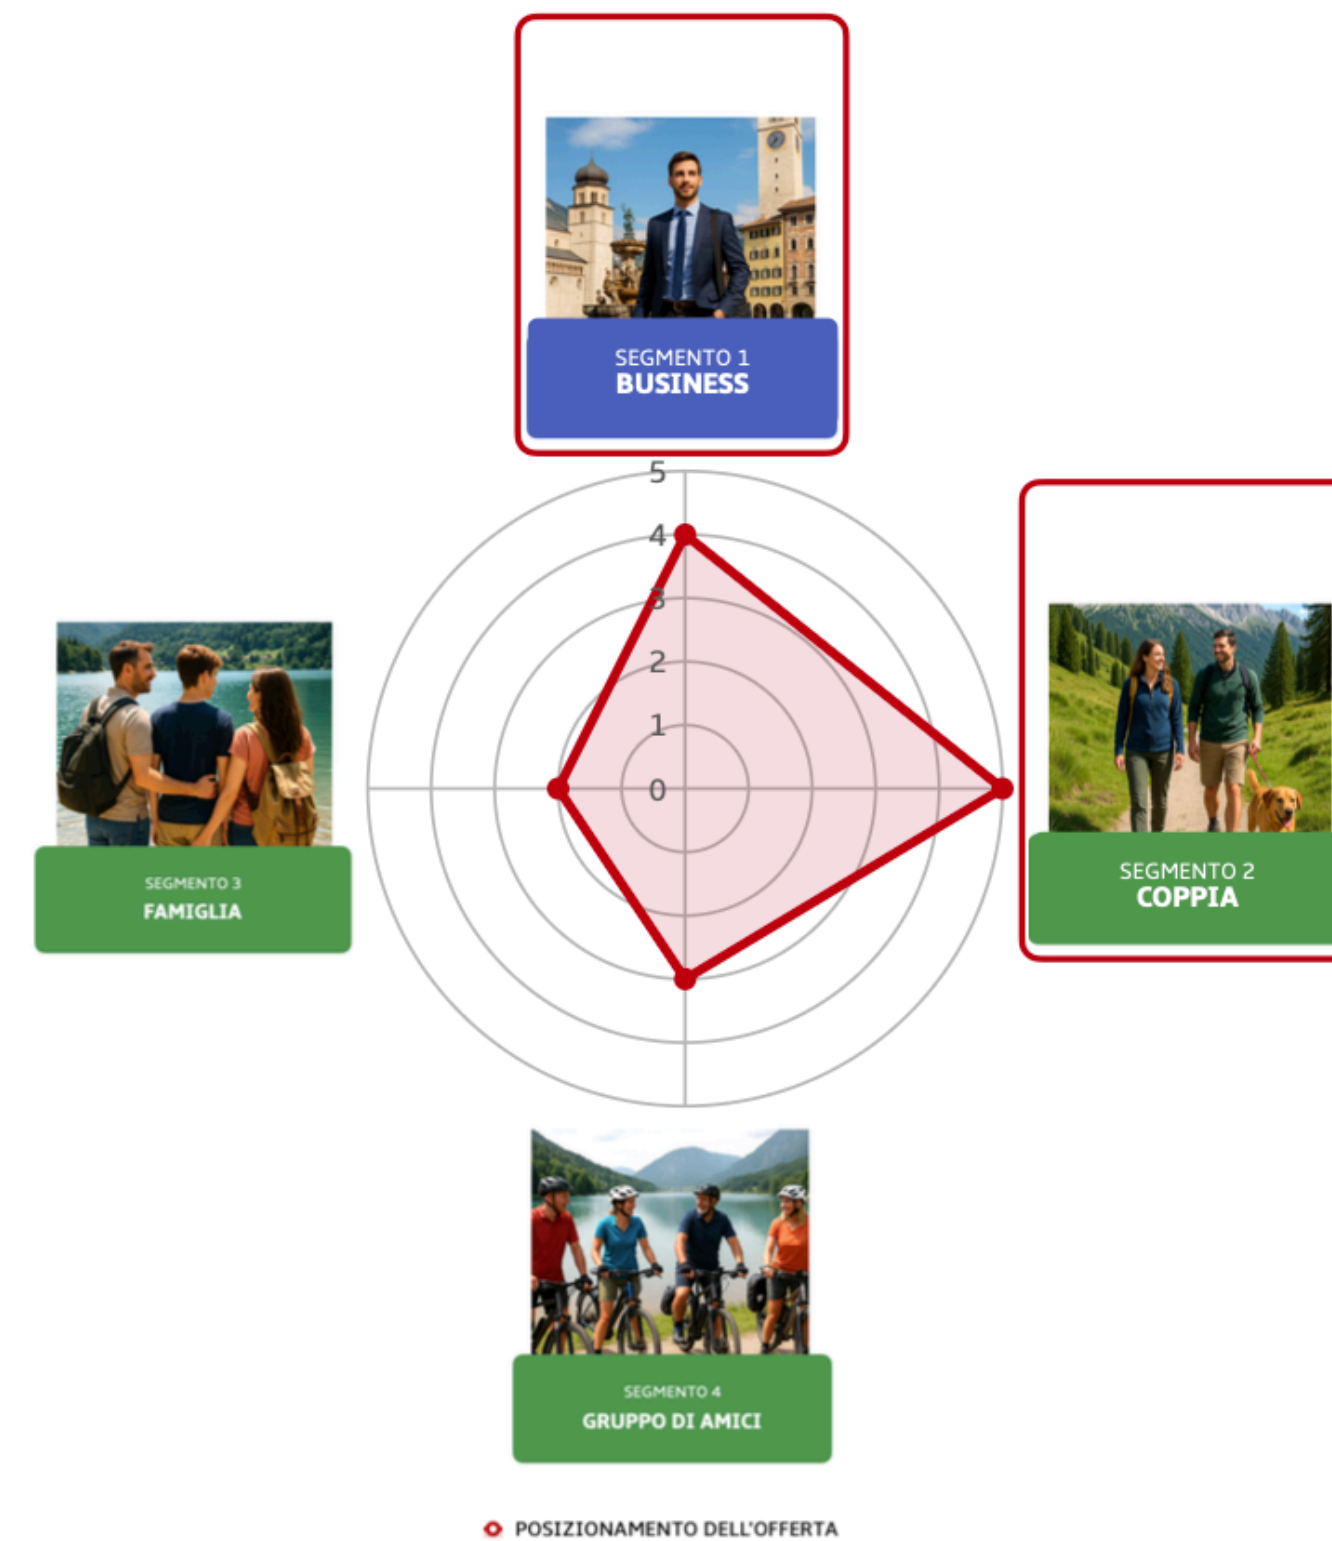 SEGMENTO 1
BUSINESS
5
4
3
2
1
0
SEGMENTO 2
COPPIA
SEGMENTO 3
FAMIGLIA
SEGMENTO 4
GRUPPO DI AMICI
POSIZIONAMENTO DELL'OFFERTA